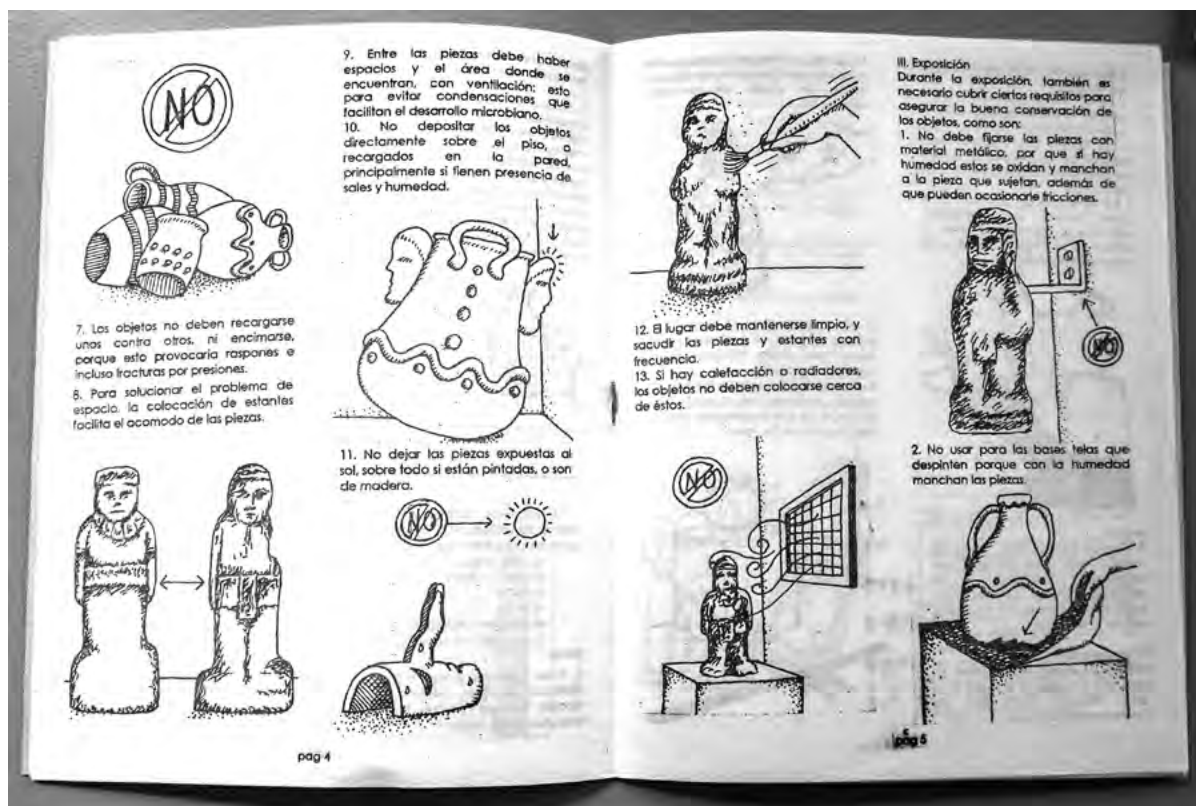 NO
7. Los objetos no deben recargarse
unos contra otros, ni encimarse,
porque esto provocaría raspones e
incluso fracturas por presiones.
8. Para solucionar el problema de
espacio, la colocación de estantes
facilita el acomodo de las piezas.
9. Entre las piezas debe haber
espacios y el área donde se
encuentran, con ventilación; esto
para evitar condensaciones que
facilitan el desarrollo microbiano.
10. No depositar los objetos
directamente sobre el piso, o
recargados en la pared,
principalmente si tienen presencia de
sales y humedad.
11. No dejar las piezas expuestas al
sol, sobre todo si están pintadas, o son
de madera.
NO
pag 4
12. El lugar debe mantenerse limpio, y
sacudir las piezas y estantes con
frecuencia.
13. Si hay calefacción o radiadores,
los objetos no deben colocarse cerca
de éstos.
NO
III. Exposición
Durante la exposición, también es
necesario cubrir ciertos requisitos para
asegurar la buena conservación de
los objetos, como son:
1. No debe fijarse las piezas con
material metálico, por que si hay
humedad estos se oxidan y manchan
a la pieza que sujetan, además de
que pueden ocasionarle fricciones.
NO
2. No usar para las bases telas que
despinten porque con la humedad
manchan las piezas.
pag 5